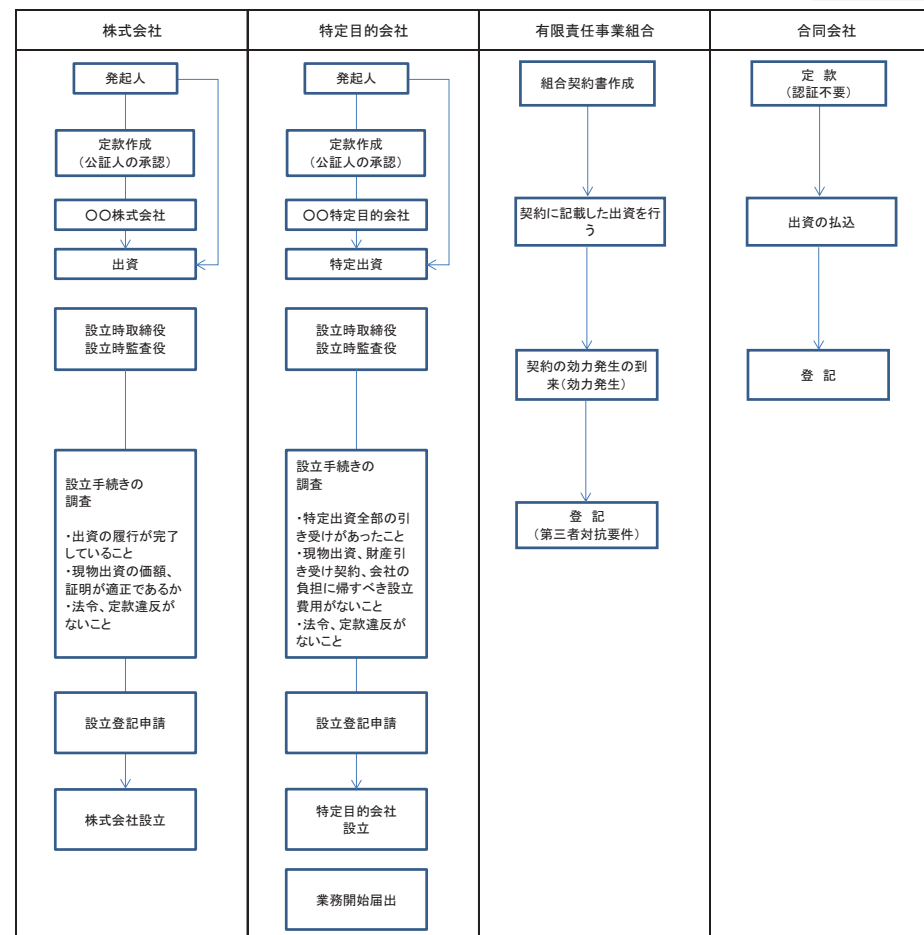 株式会社
特定目的会社
有限責任事業組合
合同会社
発起人
定款作成
(公証人の承認)
〇〇株式会社
出資
設立時取締役
設立時監査役
設立手続きの
調査
・出資の履行が完了
していること
・現物出資の価額、
証明が適正であるか
・法令、定款違反が
ないこと
設立登記申請
株式会社設立
発起人
定款作成
(公証人の承認)
〇〇特定目的会社
特定出資
設立時取締役
設立時監査役
設立手続きの
調査
・特定出資全部の引
き受けがあったこと
・現物出資、財産引
き受け契約、会社の
負担に帰すべき設立
費用がないこと
・法令、定款違反が
ないこと
設立登記申請
特定目的会社
設立
業務開始届出
組合契約書作成
契約に記載した出資を行
う
契約の効力発生の到
来(効力発生)
登 記
(第三者対抗要件)
定 款
(認証不要)
出資の払込
登 記